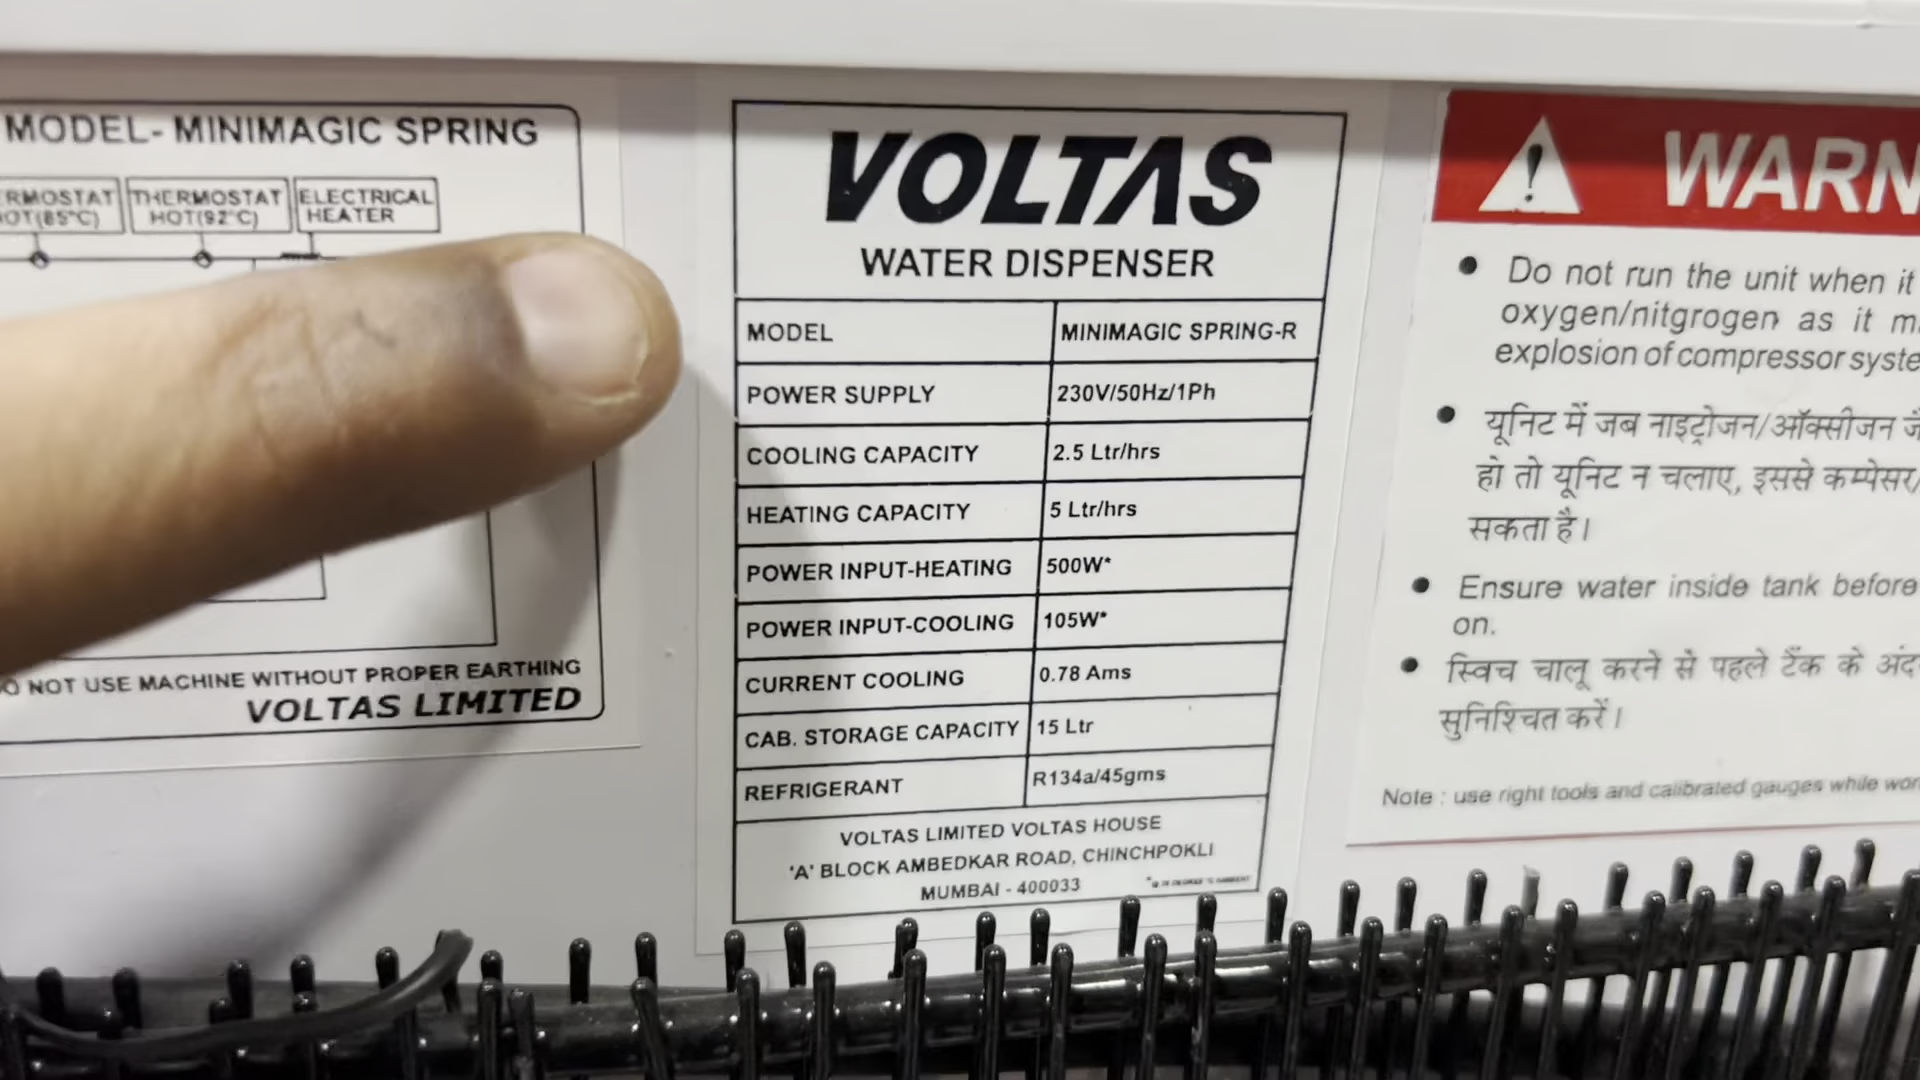 MODEL- MINIMAGIC SPRING
THERMOSTAT HOT(92°C)
ELECTRICAL HEATER
NOT USE MACHINE WITHOUT PROPER EARTHING
VOLTAS LIMITED
VOLTAS
WATER DISPENSER
MODEL MINIMAGIC SPRING-R
POWER SUPPLY 230V/50Hz/1Ph
COOLING CAPACITY 2.5 Ltr/hrs
HEATING CAPACITY 5 Ltr/hrs
POWER INPUT-HEATING 500W*
POWER INPUT-COOLING 105W*
CURRENT COOLING 0.78 Ams
CAB. STORAGE CAPACITY 15 Ltr
REFRIGERANT R134a/45gms
VOLTAS LIMITED VOLTAS HOUSE
'A' BLOCK AMBEDKAR ROAD, CHINCHPOKLI
MUMBAI - 400033
WARN
• Do not run the unit when it
oxygen/nitgrogen as it
explosion of compressor syste
• यूनिट में जब नाइट्रोजन/ऑक्सीजन
हो तो यूनिट न चलाए, इससे कम्पेसर/
सकता है।
• Ensure water inside tank before
on.
• स्विच चालू करने से पहले टैंक के अंद
सुनिश्चित करें।
Note : use right tools and calibrated gauges while wor